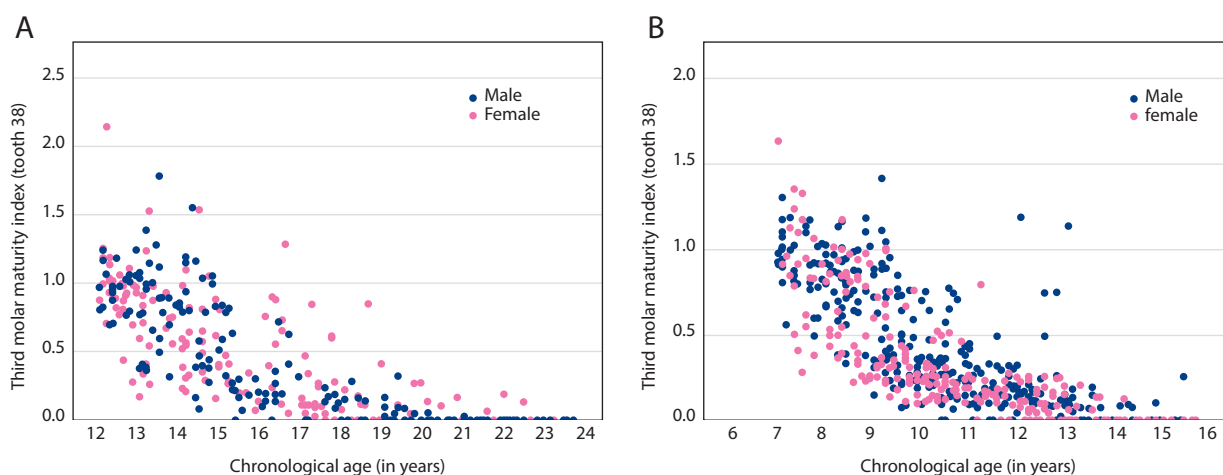 A
Third molar maturity index (tooth 38)
2.5
2.0
1.5
1.0
0.5
0.0
Male
Female
12 13 14 15 16 17 18 19 20 21 22 23 24
Chronological age (in years)
B
Third molar maturity index (tooth 38)
2.0
1.5
1.0
0.5
0.0
Male
female
6 7 8 9 10 11 12 13 14 15 16
Chronological age (in years)